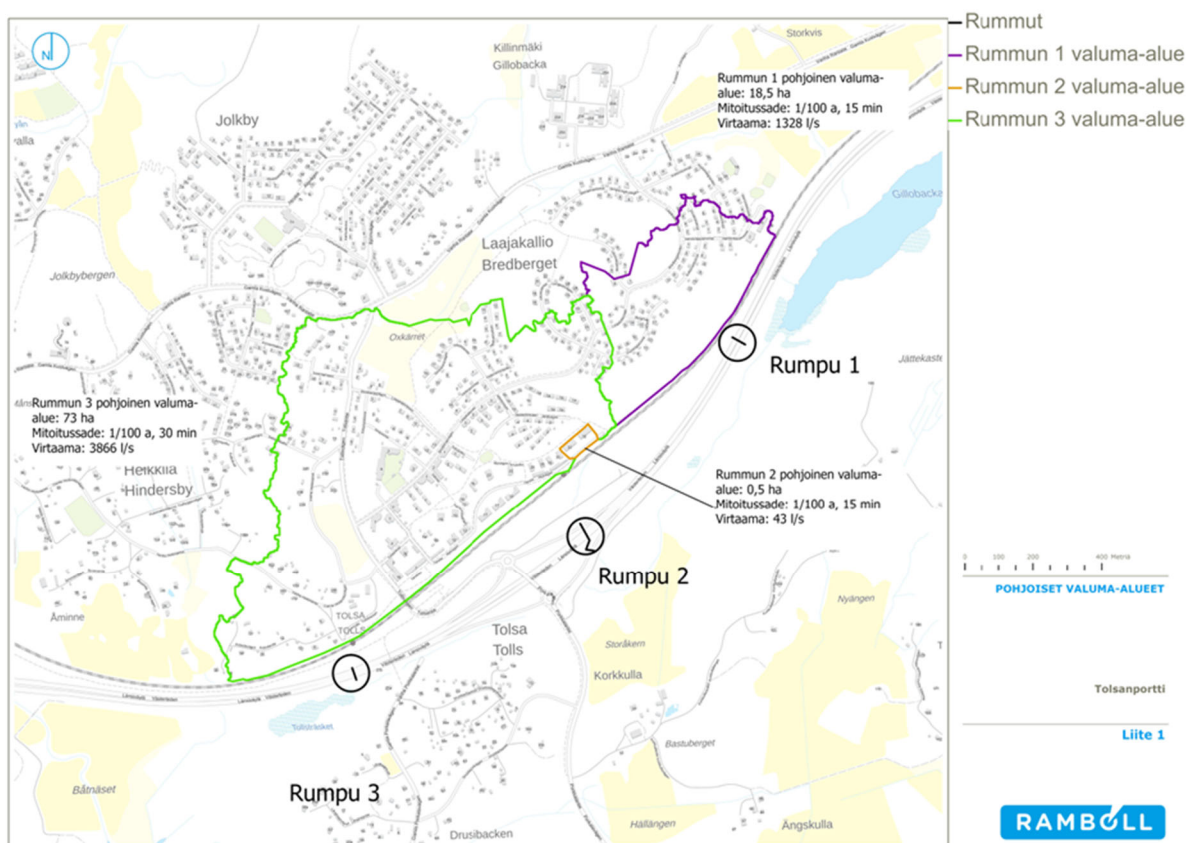 Rummut
Rummun 1 valuma-alue
Rummun 2 valuma-alue
Rummun 3 valuma-alue
N
Killinmäki
Gillobacka
Storkvis
Rummun 1 pohjoinen valuma-
alue: 18,5 ha
Mitoitussade: 1/100 a, 15 min
Virtaama: 1328 l/s
Jolkby
Gillobacka
Laajakallio
Bredberget
Jolkbybergen
Oxkärret
Rumpu 1
Jättekaste
Rummun 3 pohjoinen valuma-
alue: 73 ha
Mitoitussade: 1/100 a, 30 min
Virtaama: 3866 l/s
Heikkilä
Hindersby
Rummun 2 pohjoinen valuma-
alue: 0,5 ha
Mitoitussade: 1/100 a, 15 min
Virtaama: 43 l/s
Rumpu 2
0 100 200 400 Metriä
POHJOISET VALUMA-ALUEET
Åminne
Nyängen
TOLSA
TOLLS
Tolsa
Tolls
Storåkern
Korkkulla
Tolsanportti
Länsiväylä Västerleden Länsiväylä
Tollsträsket
Liite 1
Bastuberget
Båtnäset
Rumpu 3
Drusibacken
Hällängen
Ängskulla
RAMBOLL